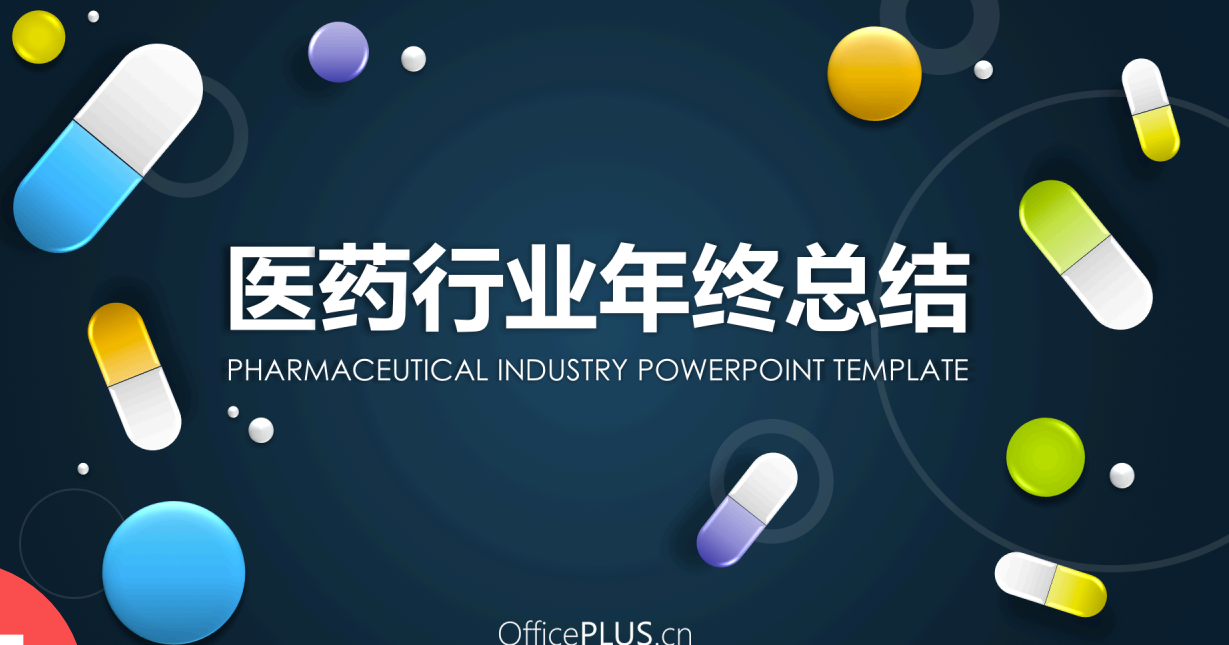 医药行业年终总结
PHARMACEUTICAL INDUSTRY POWERPOINT TEMPLATE
OfficePLUS.cn